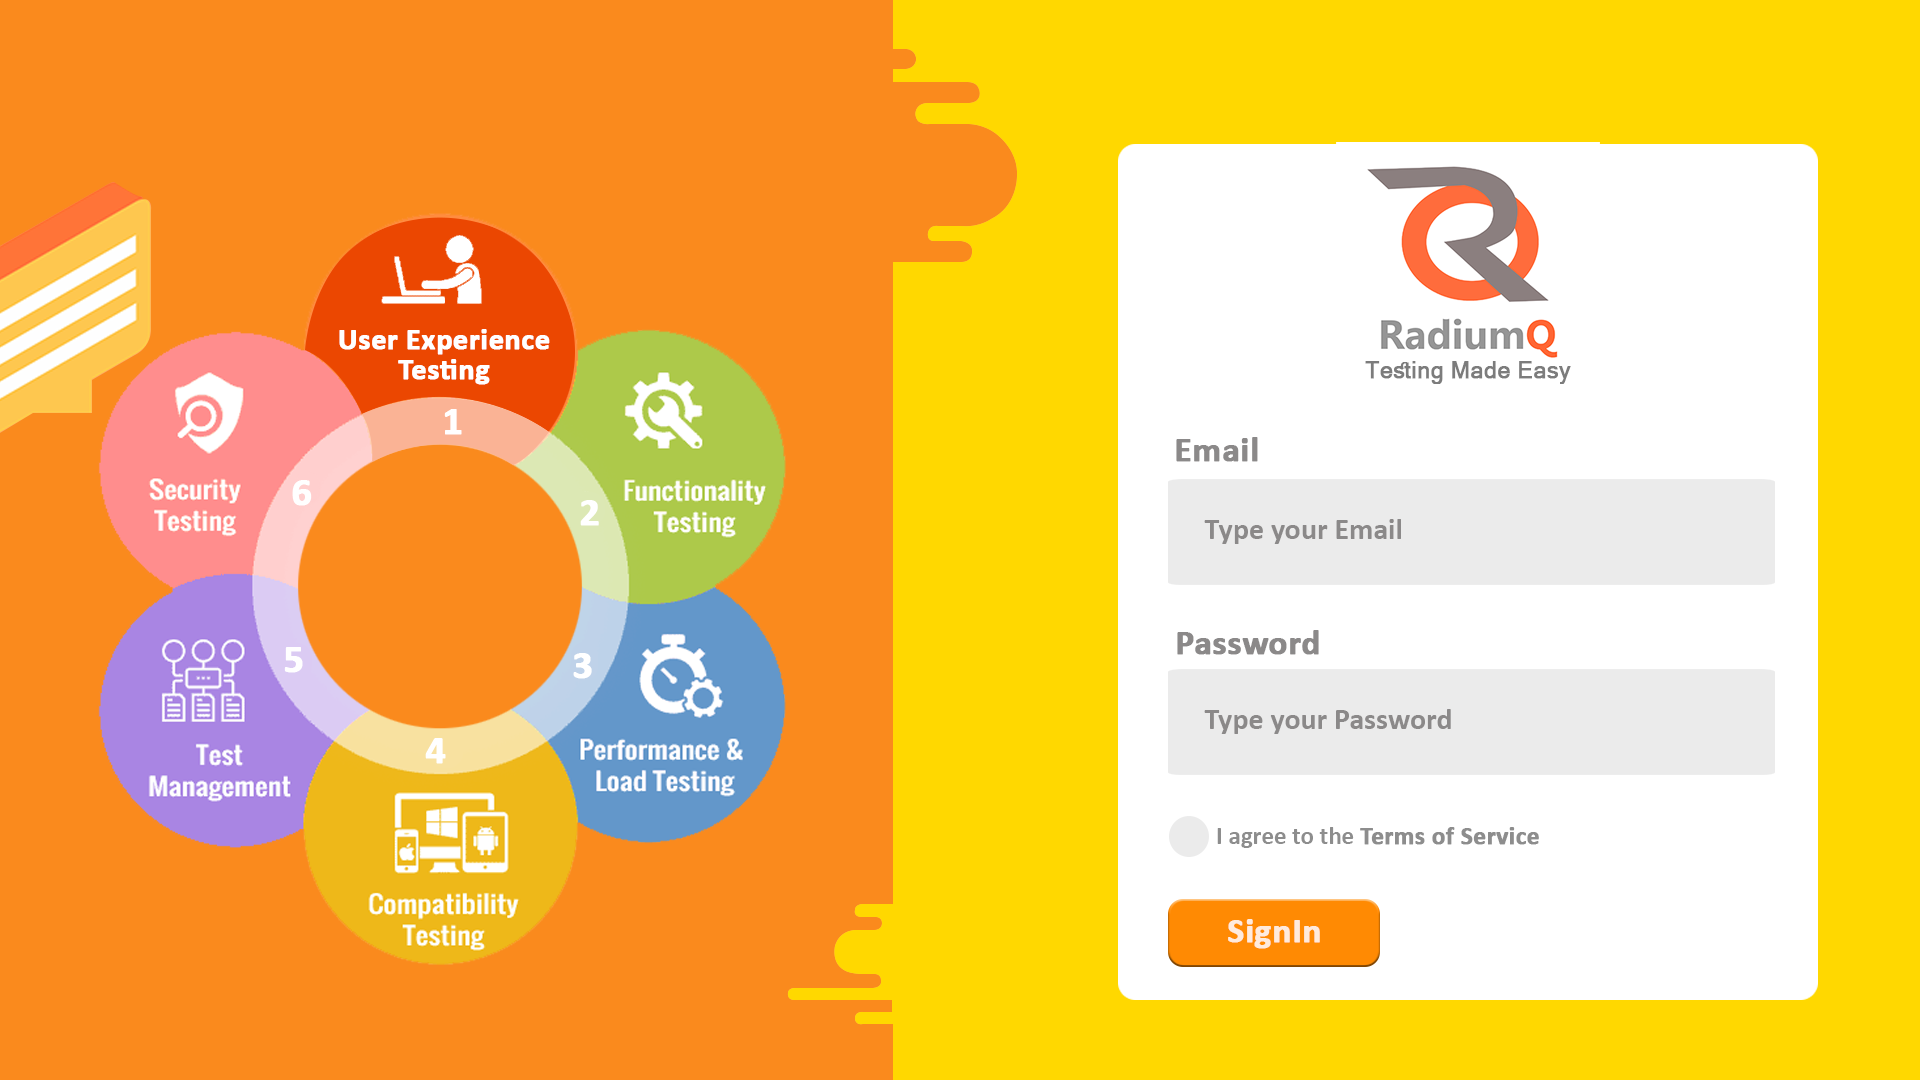 User Experience
Testing
1
Functionality
Testing
2
Performance &
Load Testing
3
Compatibility
Testing
4
Test
Management
5
Security
Testing
6
RadiumQ
Testing Made Easy
Email
Type your Email
Password
Type your Password
I agree to the Terms of Service
SignIn